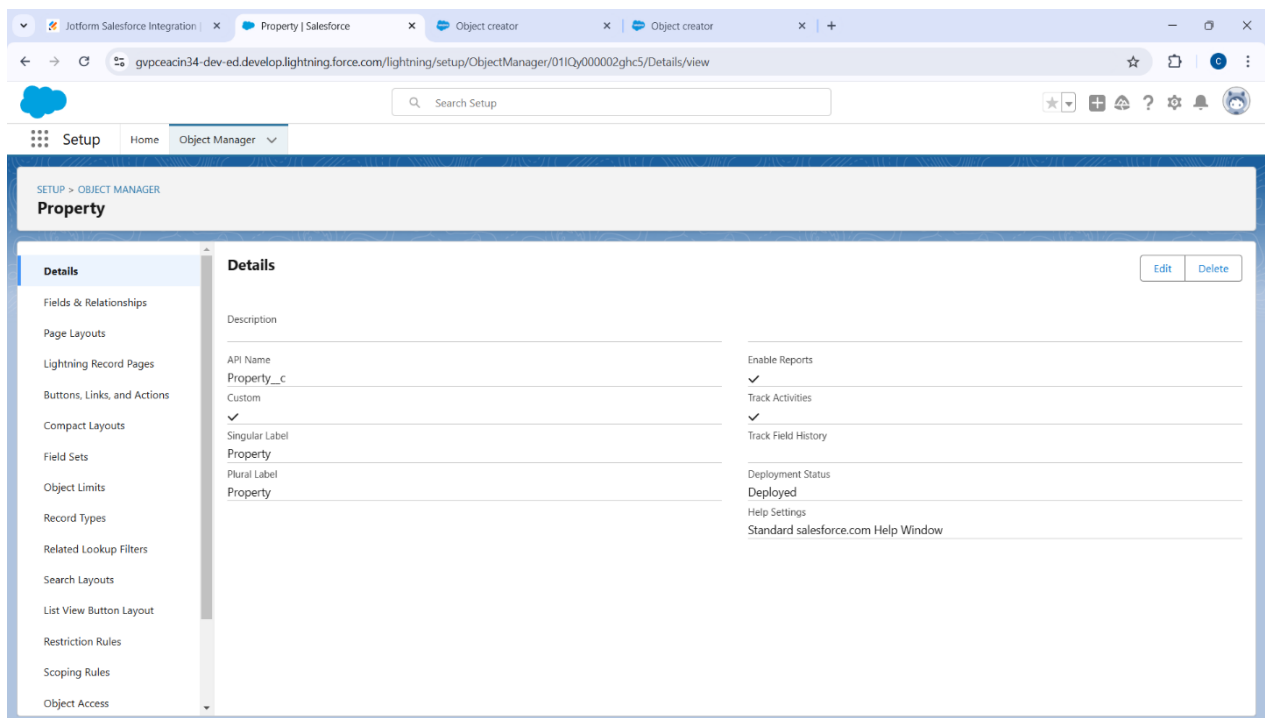 Jotform Salesforce Integration |
Property | Salesforce
Object creator
Object creator
gvpceacin34-dev-ed.develop.lightning.force.com/lightning/setup/ObjectManager/01IQy000002ghc5/Details/view
C
Search Setup
Setup
Home
Object Manager
SETUP > OBJECT MANAGER
Property
Details
Fields & Relationships
Page Layouts
Lightning Record Pages
Buttons, Links, and Actions
Compact Layouts
Field Sets
Object Limits
Record Types
Related Lookup Filters
Search Layouts
List View Button Layout
Restriction Rules
Scoping Rules
Object Access
Details
Edit
Delete
Description
API Name
Property__c
Custom
Singular Label
Property
Plural Label
Property
Enable Reports
Track Activities
Track Field History
Deployment Status
Deployed
Help Settings
Standard salesforce.com Help Window